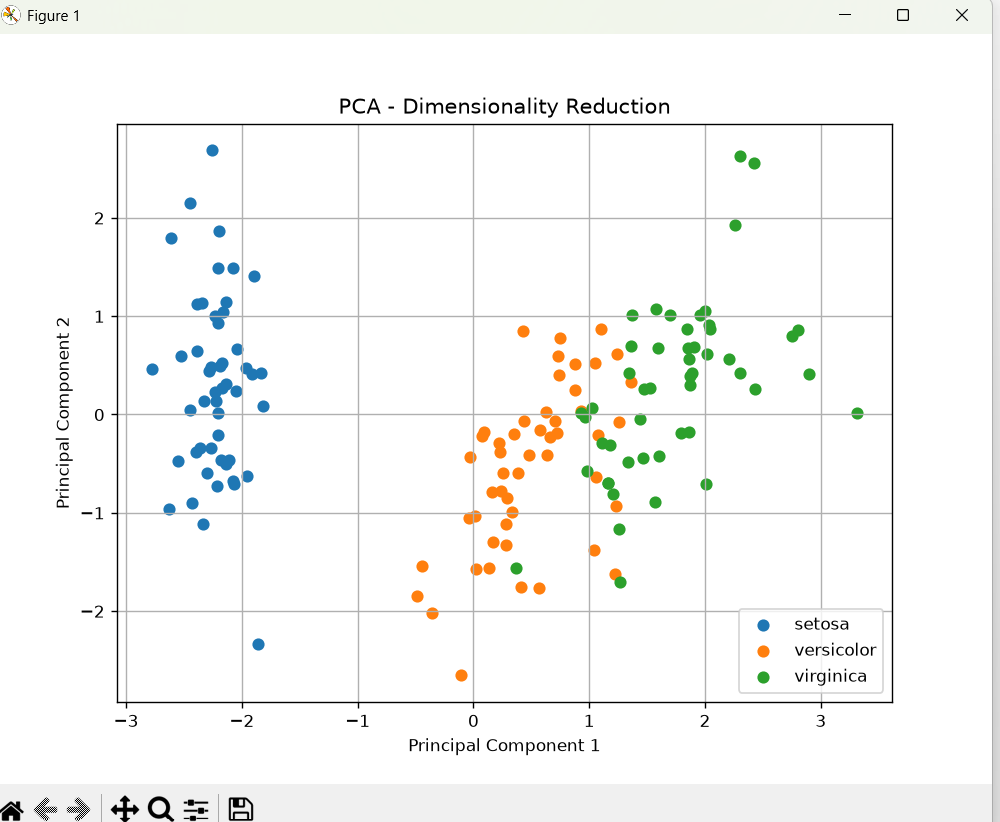 Figure 1
PCA - Dimensionality Reduction
Principal Component 2
2
1
0
−1
−2
−3
−2
−1
0
1
2
3
Principal Component 1
setosa
versicolor
virginica